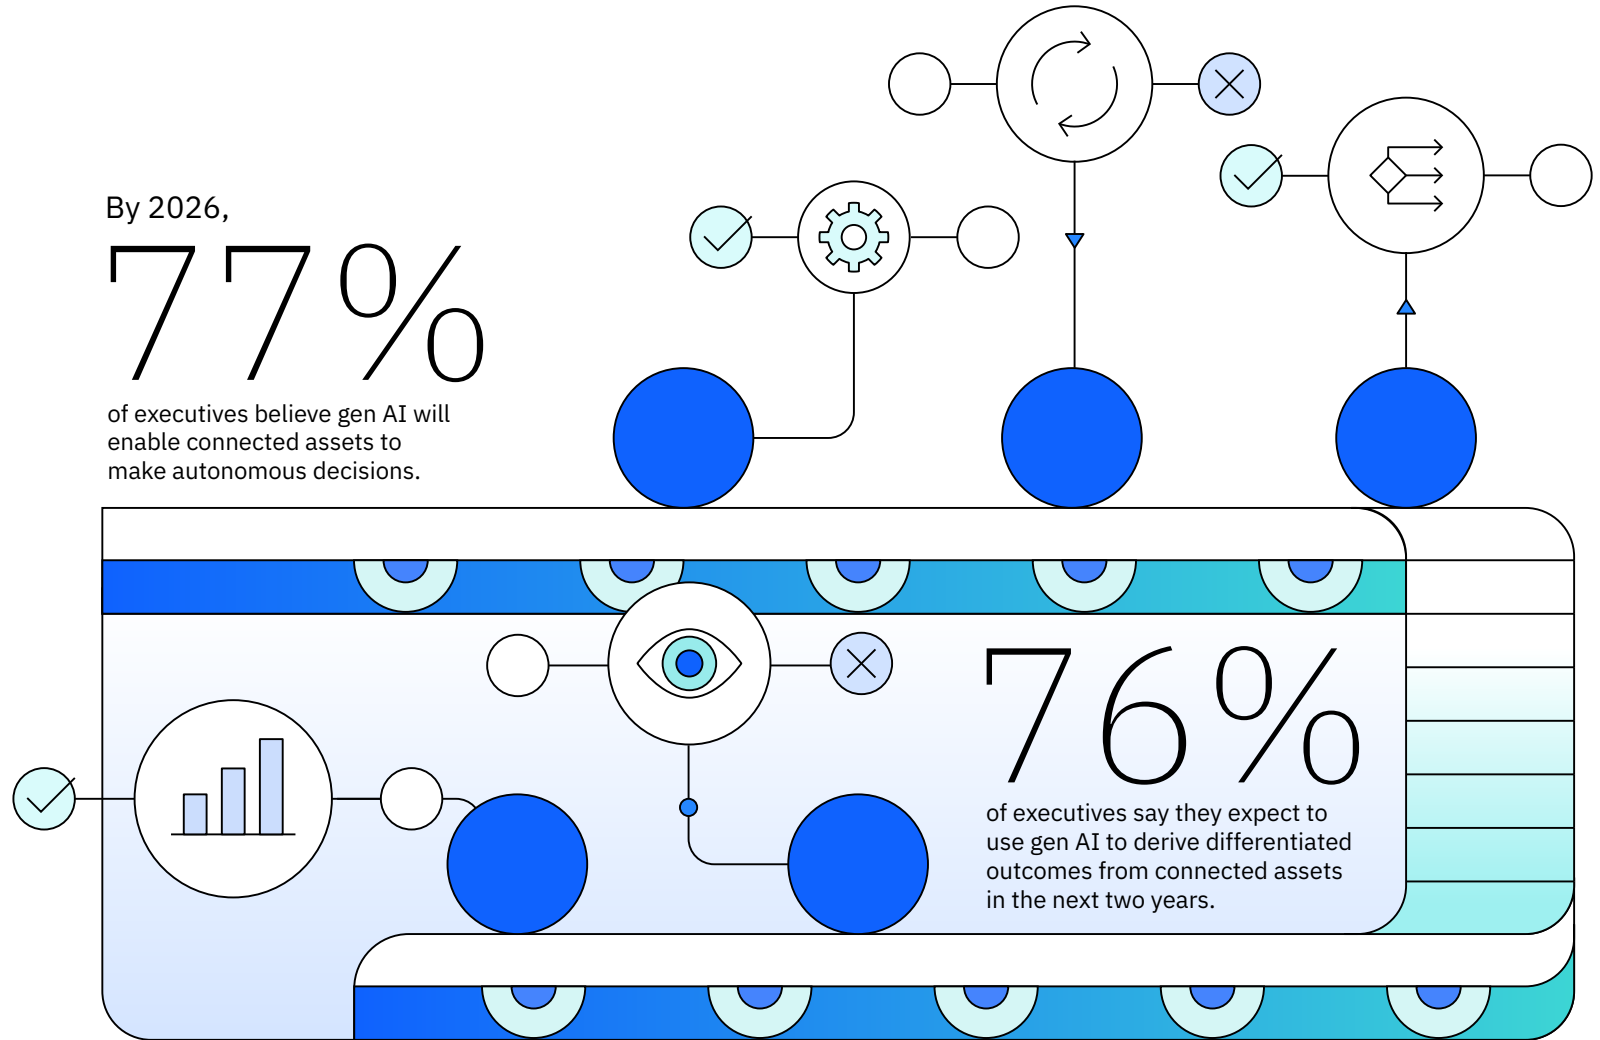 By 2026,
77%
of executives believe gen AI will
enable connected assets to
make autonomous decisions.
76%
of executives say they expect to
use gen AI to derive differentiated
outcomes from connected assets
in the next two years.